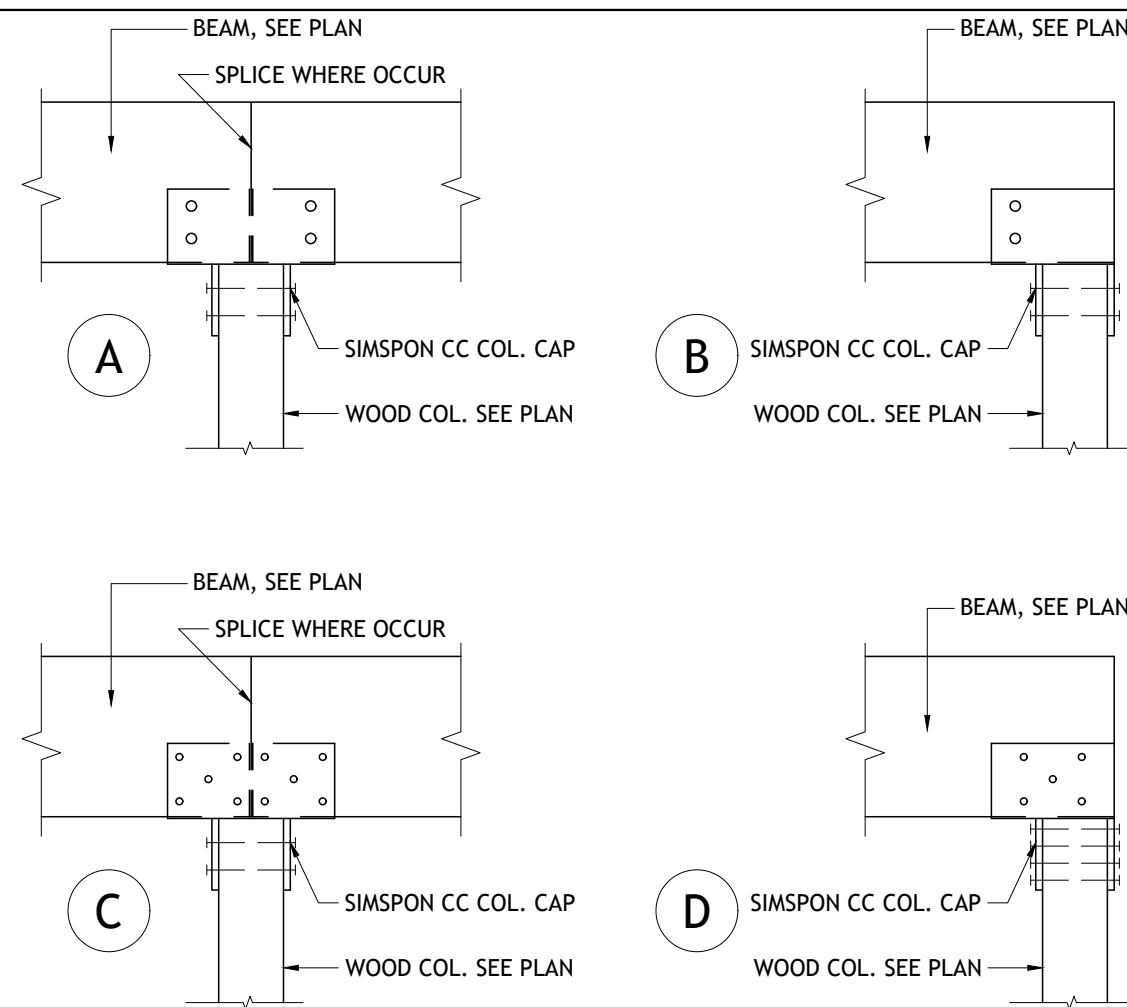 BEAM, SEE PLAN
SPLICE WHERE OCCUR
A
SIMSPON CC COL. CAP
WOOD COL. SEE PLAN
BEAM, SEE PLAN
B
SIMSPON CC COL. CAP
WOOD COL. SEE PLAN
BEAM, SEE PLAN
SPLICE WHERE OCCUR
C
SIMSPON CC COL. CAP
WOOD COL. SEE PLAN
BEAM, SEE PLAN
D
SIMSPON CC COL. CAP
WOOD COL. SEE PLAN